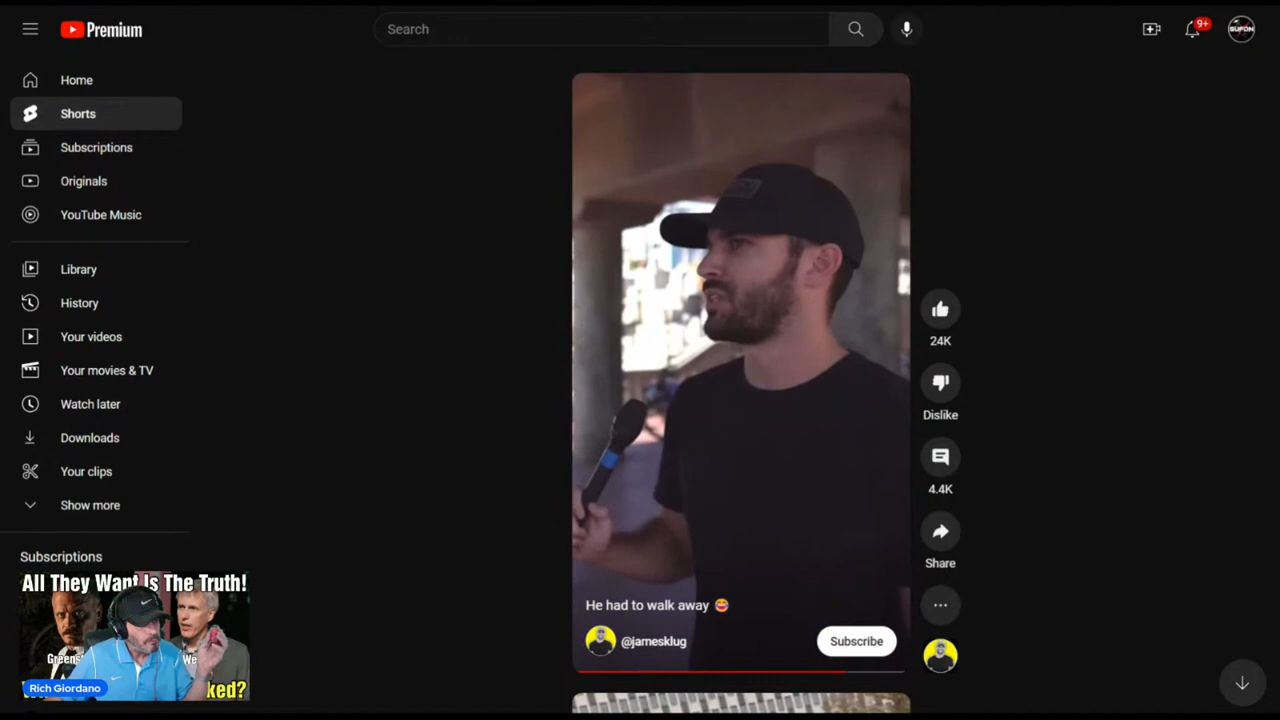 Premium
Search
9+
SUFON
Home
Shorts
Subscriptions
Originals
YouTube Music
Library
History
Your videos
Your movies & TV
Watch later
Downloads
Your clips
Show more
Subscriptions
24K
Dislike
4.4K
Share
He had to walk away
@jamesklug
Subscribe
All They Want Is The Truth!
Rich Giordano
ked?